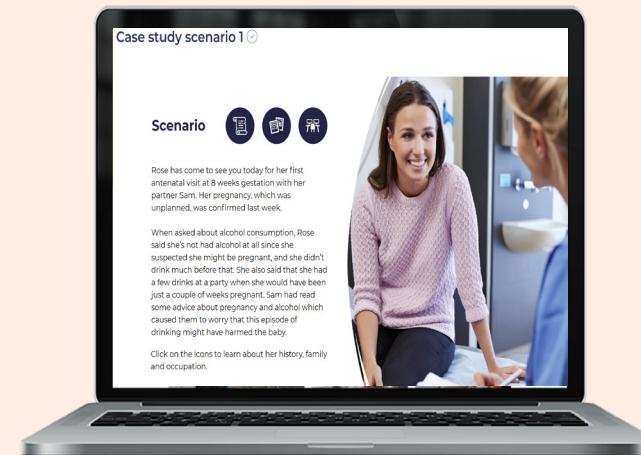 Case study scenario 1
Scenario
Rose has come to see you today for her first
antenatal visit at 8 weeks gestation with her
partner Sam. Her pregnancy, which was
unplanned, was confirmed last week.
When asked about alcohol consumption, Rose
said she's not had alcohol at all since she
suspected she might be pregnant, and she didn't
drink much before that. She also said that she had
a few drinks at a party when she would have been
just a couple of weeks pregnant. Sam had read
some advice about pregnancy and alcohol which
caused them to worry that this episode of
drinking might have harmed the baby.
Click on the icons to learn about her history, family
and occupation.